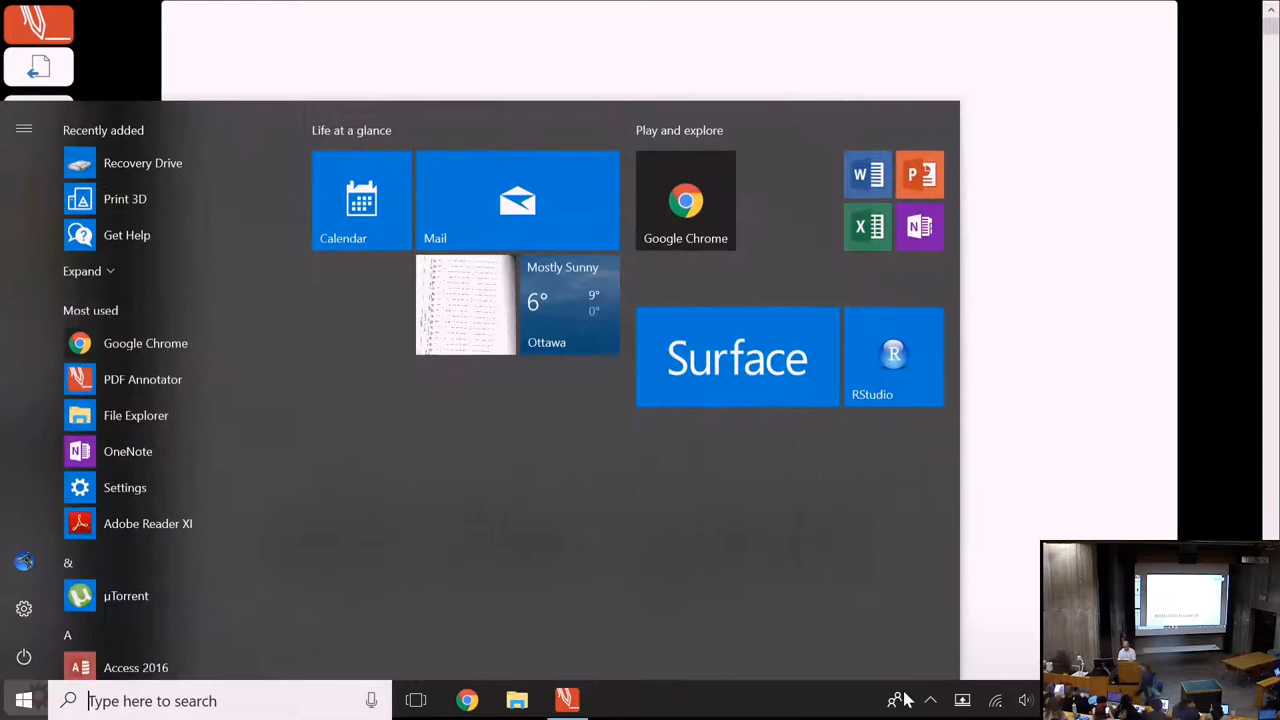 Recently added
Recovery Drive
Print 3D
Get Help
Expand
Most used
Google Chrome
PDF Annotator
File Explorer
OneNote
Settings
Adobe Reader XI
&
µTorrent
A
Access 2016
Life at a glance
Calendar
Mail
Mostly Sunny
6° 9°
0°
Ottawa
Play and explore
Google Chrome
Surface
RStudio
Type here to search